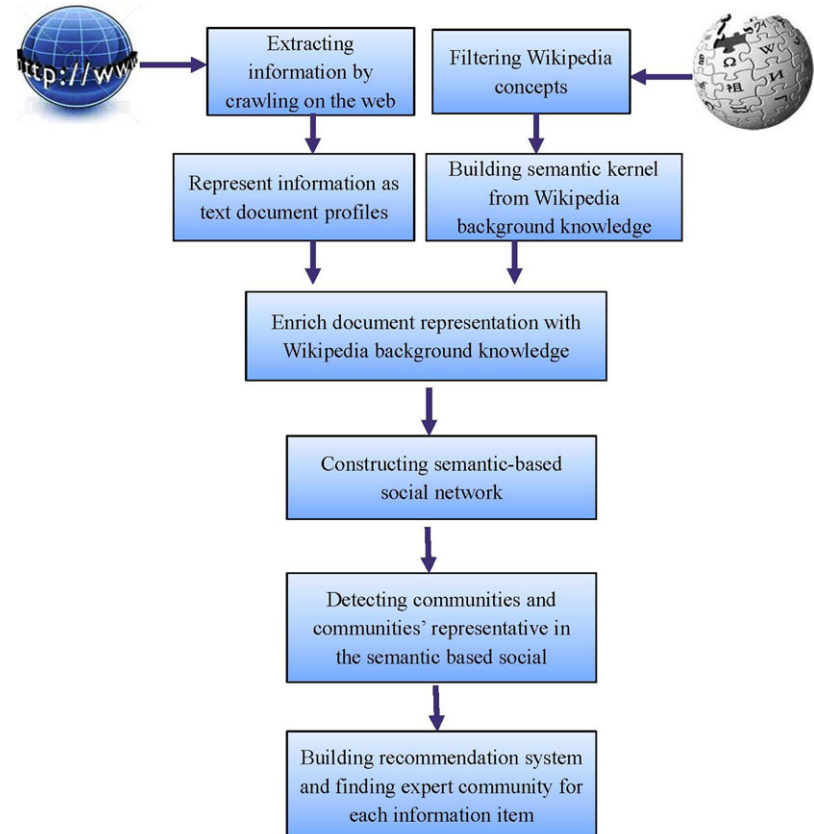 http://www
Extracting
information by
crawling on the web
Filtering Wikipedia
concepts
Ω
W
И
祖
Represent information as
text document profiles
Building semantic kernel
from Wikipedia
background knowledge
Enrich document representation with
Wikipedia background knowledge
Constructing semantic-based
social network
Detecting communities and
communities’ representative in
the semantic based social
Building recommendation system
and finding expert community for
each information item